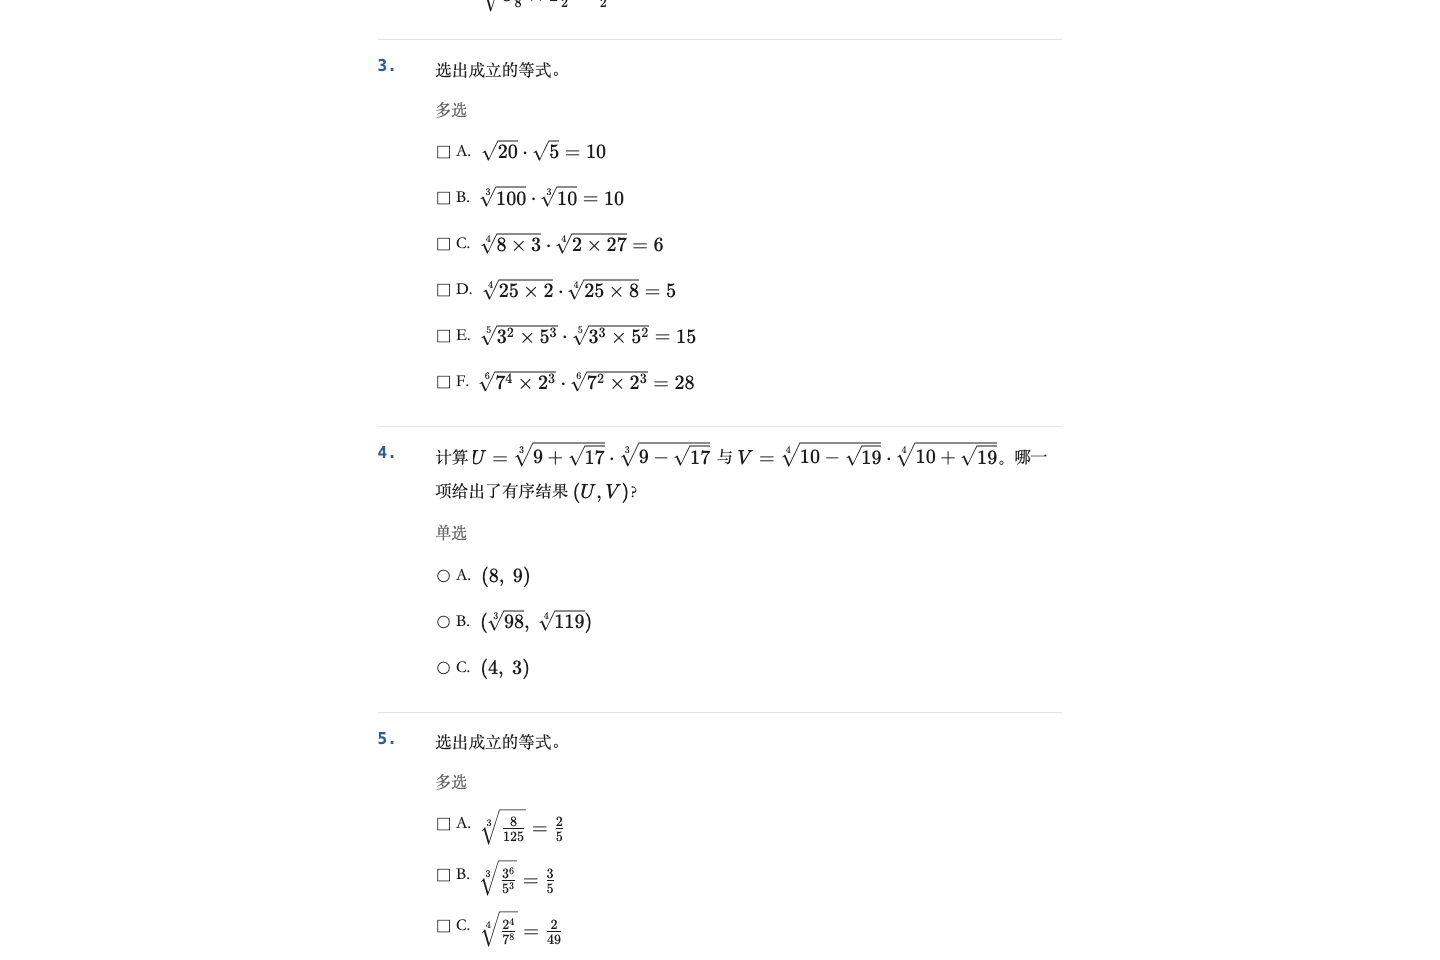 3.
选出成立的等式。
多选
A. √20 · √5 = 10
B. ∛100 · ∛10 = 10
C. ∜(8 × 3) · ∜(2 × 27) = 6
D. ∜(25 × 2) · ∜(25 × 8) = 5
E. ⁵√(3² × 5³) · ⁵√(3³ × 5²) = 15
F. ⁶√(7⁴ × 2³) · ⁶√(7² × 2³) = 28
4.
计算 U = ∛(9 + √17) · ∛(9 − √17) 与 V = ∜(10 − √19) · ∜(10 + √19)。哪一
项给出了有序结果 (U, V)?
单选
A. (8, 9)
B. (∛98, ∜119)
C. (4, 3)
5.
选出成立的等式。
多选
A. ∛(8/125) = 2/5
B. ∛(3⁶/5³) = 3/5
C. ∜(2⁴/7⁸) = 2/49